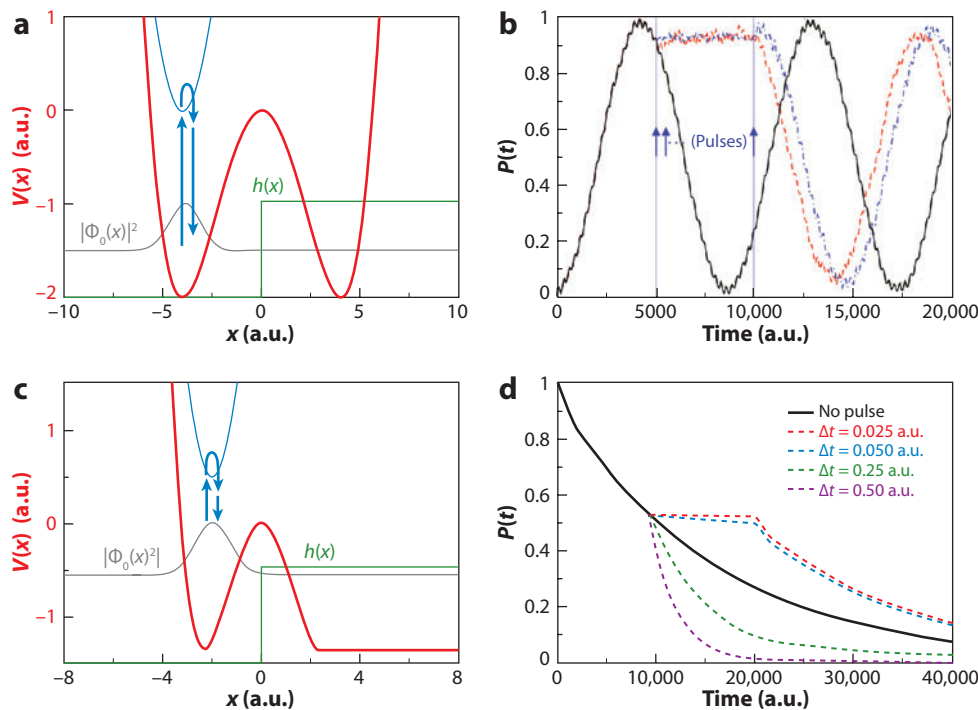 a
V(x) (a.u.)
1
0
−1
−2
|Φ₀(x)|²
h(x)
−10 −5 0 5 10
x (a.u.)
b
P(t)
1
0.8
0.6
0.4
0.2
0
(Pulses)
0 5000 10,000 15,000 20,000
Time (a.u.)
c
V(x) (a.u.)
1
0
−1
|Φ₀(x)²|
h(x)
−8 −4 0 4 8
x (a.u.)
d
P(t)
1
0.8
0.6
0.4
0.2
0
No pulse
Δt = 0.025 a.u.
Δt = 0.050 a.u.
Δt = 0.25 a.u.
Δt = 0.50 a.u.
0 10,000 20,000 30,000 40,000
Time (a.u.)